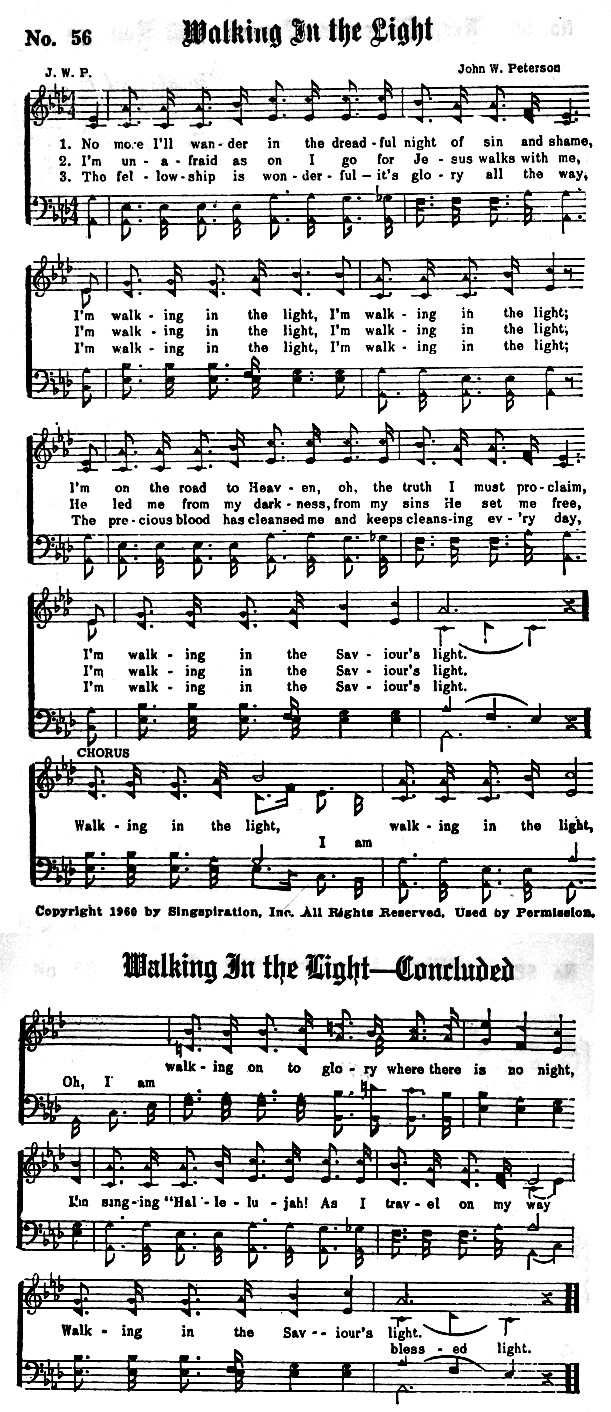 No. 56 Walking In the Light
J. W. P. John W. Peterson
1. No more I'll wan-der in the dread-ful night of sin and shame,
2. I'm un-a-fraid as on I go for Je-sus walks with me,
3. The fel-low-ship is won-der-ful—it's glo-ry all the way,
I'm walk-ing in the light, I'm walk-ing in the light;
I'm walk-ing in the light, I'm walk-ing in the light;
I'm walk-ing in the light, I'm walk-ing in the light;
I'm on the road to Heav-en, oh, the truth I must pro-claim,
He led me from my dark-ness, from my sins He set me free,
The pre-cious blood has cleansed me and keeps cleans-ing ev-'ry day,
I'm walk-ing in the Sav-iour's light.
I'm walk-ing in the Sav-iour's light.
I'm walk-ing in the Sav-iour's light.
CHORUS
Walk-ing in the light, walk-ing in the light,
I am
Copyright 1960 by Singspiration, Inc. All Rights Reserved. Used by Permission.
Walking In the Light—Concluded
walk-ing on to glo-ry where there is no night,
Oh, I am
I'm sing-ing "Hal-le-lu-jah! As I trav-el on my way
Walk-ing in the Sav--iour's light.
bless-ed light.